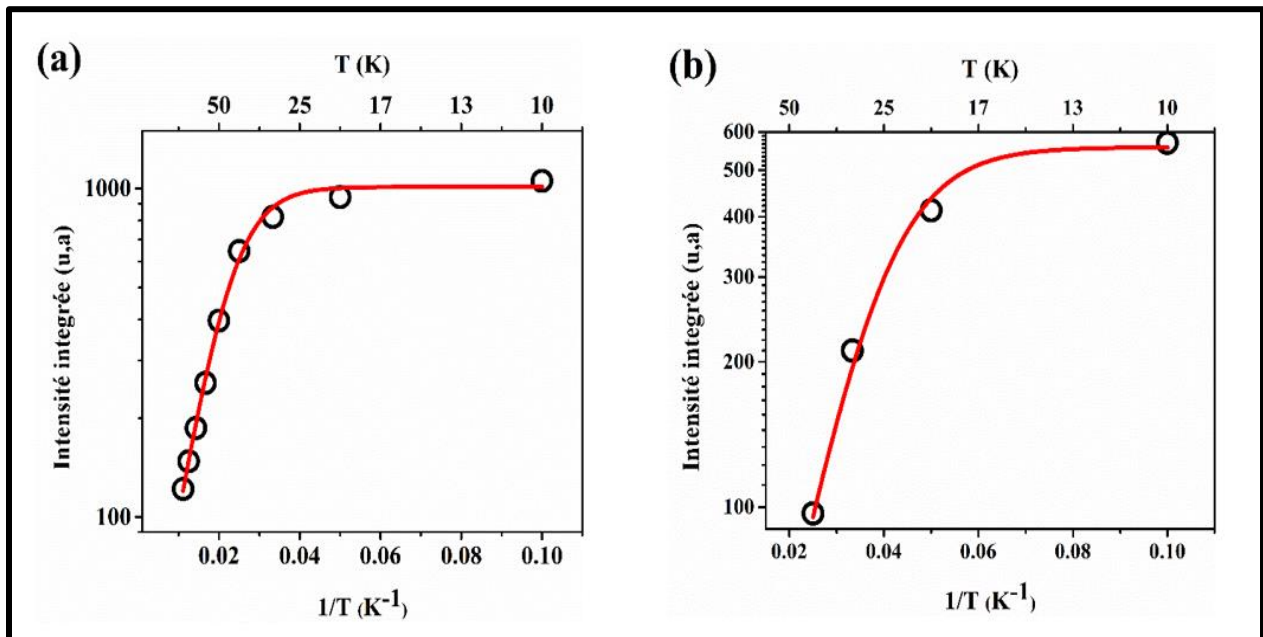 (a)
T (K)
50 25 17 13 10
1000
100
Intensité integrée (u,a)
0.02 0.04 0.06 0.08 0.10
1/T (K⁻¹)
(b)
T (K)
50 25 17 13 10
600
500
400
300
200
100
Intensité integrée (u,a)
0.02 0.04 0.06 0.08 0.10
1/T (K⁻¹)